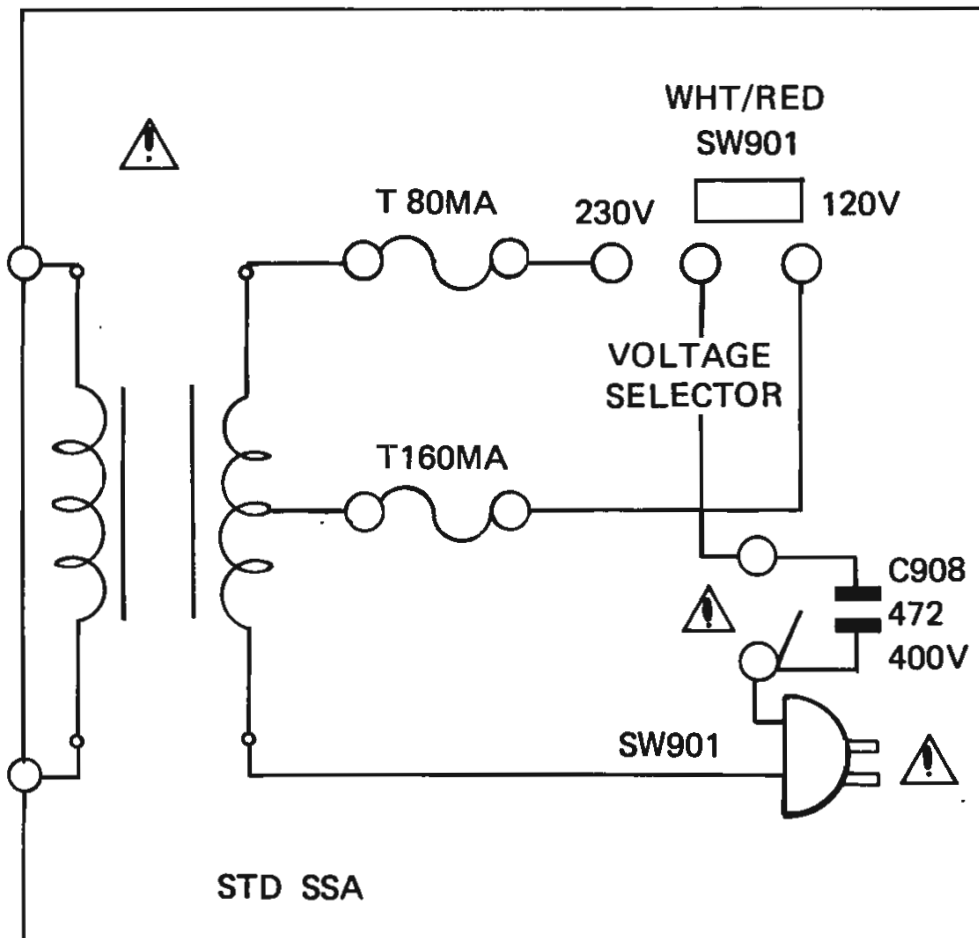 WHT/RED
SW901
T 80MA
230V
120V
VOLTAGE
SELECTOR
T160MA
C908
472
400V
SW901
STD SSA